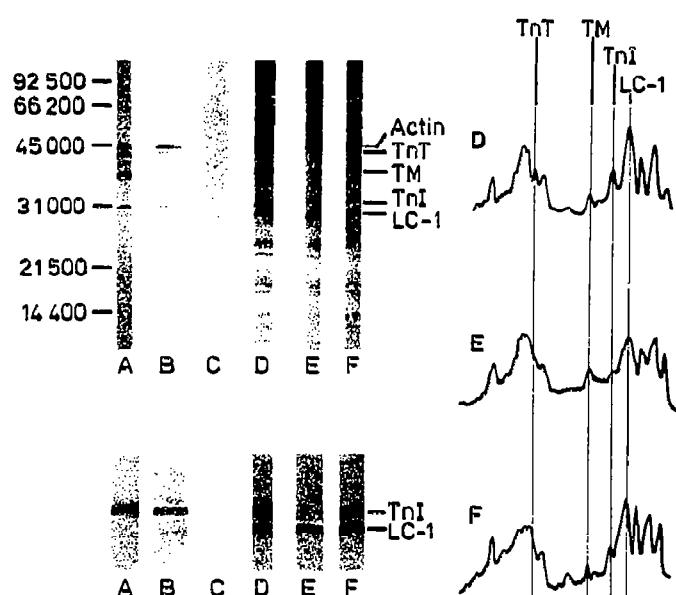 92 500
66 200
45 000
31 000
21 500
14 400
Actin
TnT
TM
TnI
LC-1
A B C D E F
TnI
LC-1
A B C D E F
TnT TM
TnI
LC-1
D
E
F